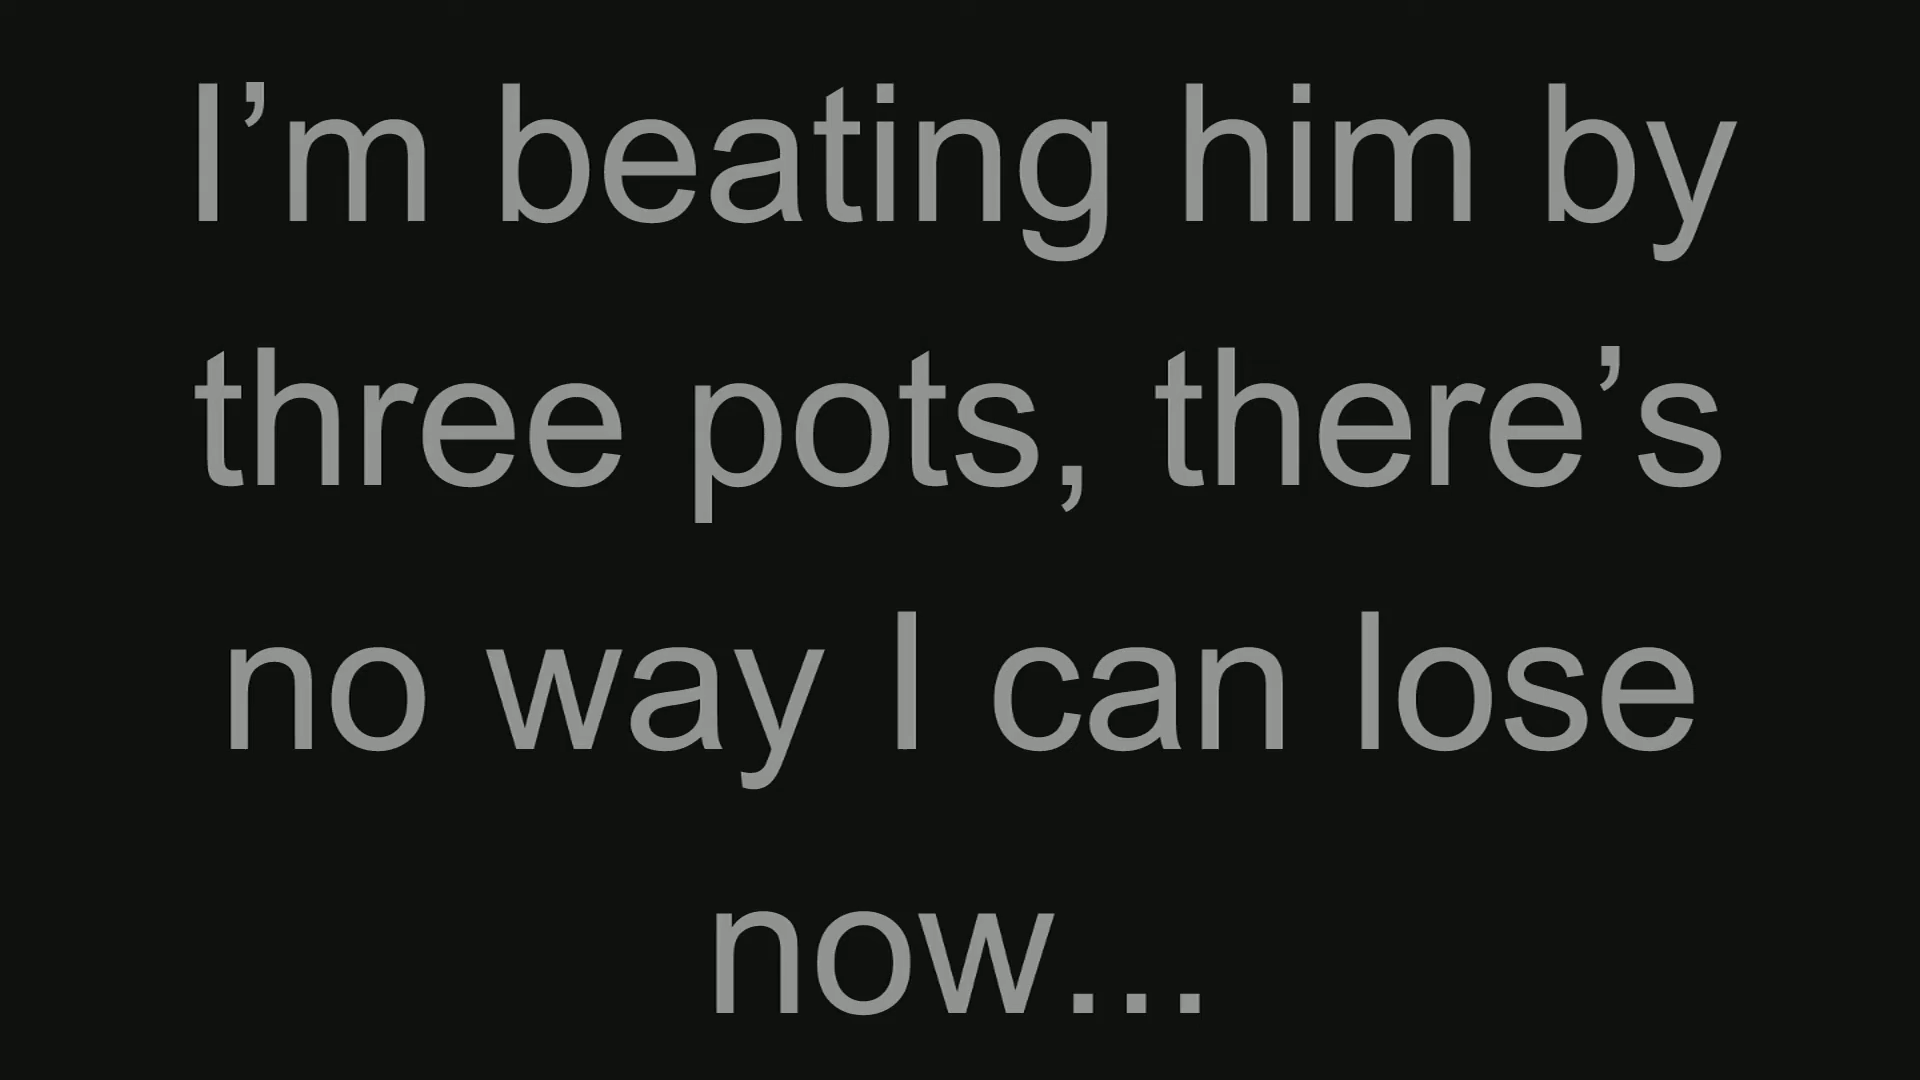 I’m beating him by
three pots, there’s
no way I can lose
now...